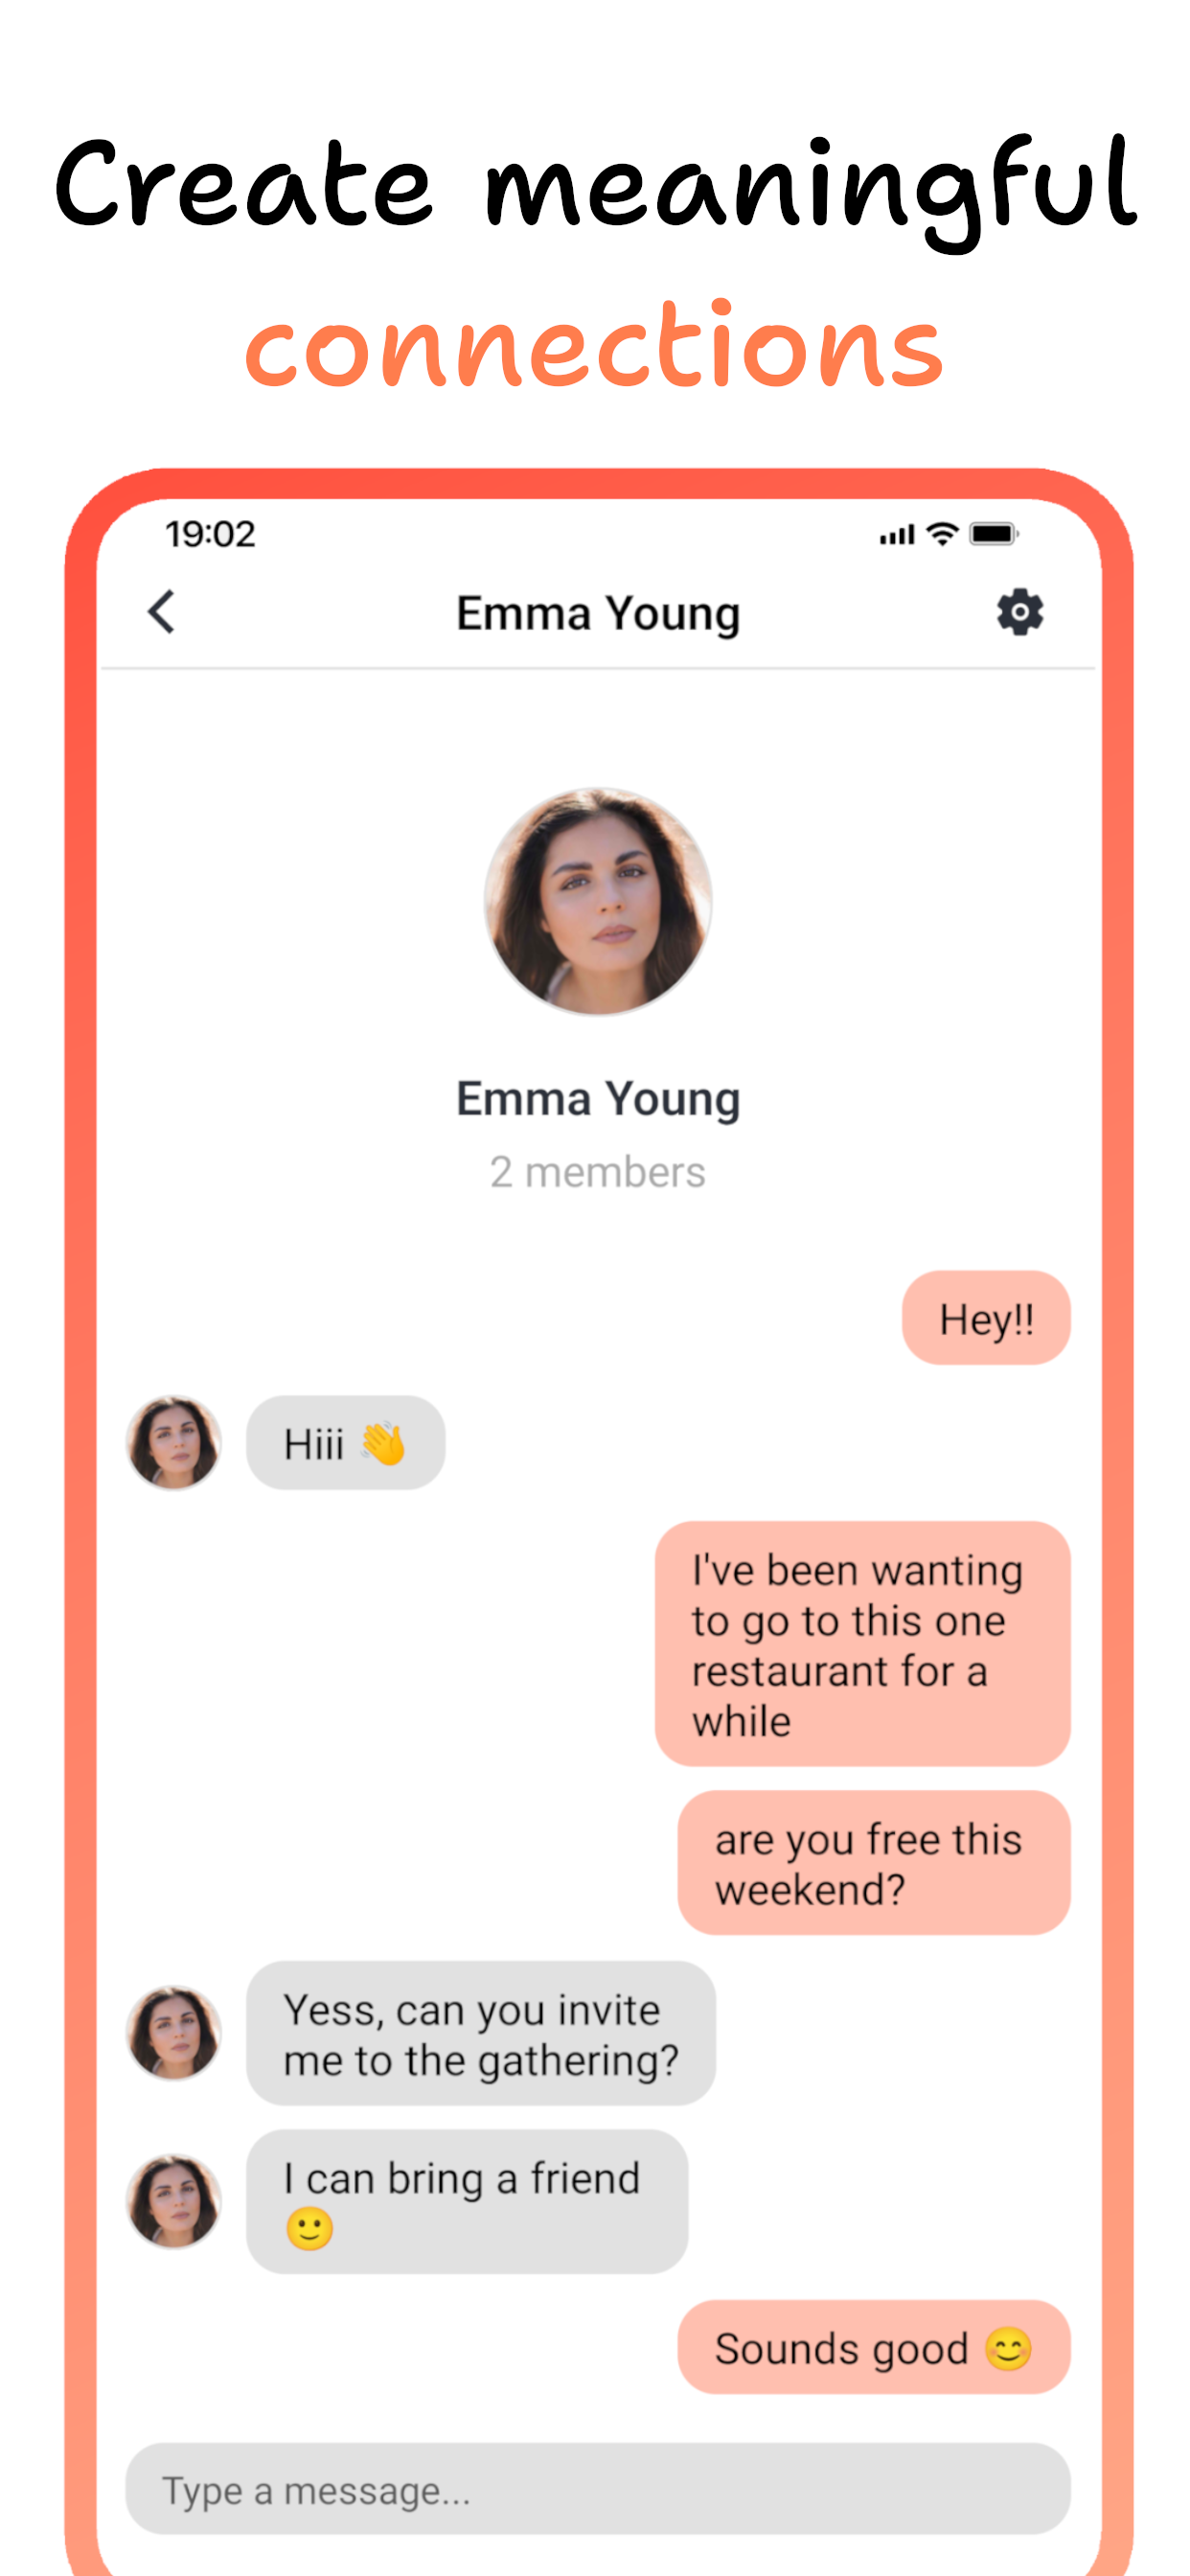 Create meaningful
connections
19:02
Emma Young
Emma Young
2 members
Hey!!
Hiii 👋
I've been wanting
to go to this one
restaurant for a
while
are you free this
weekend?
Yess, can you invite
me to the gathering?
I can bring a friend
🙂
Sounds good 😊
Type a message...